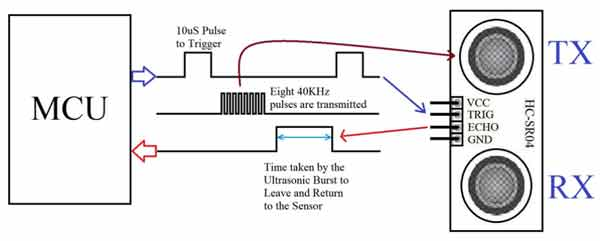 10uS Pulse
to Trigger
TX
MCU
Eight 40KHz
pulses are transmitted
VCC
TRIG
ECHO
GND
HC-SR04
Time taken by the
Ultrasonic Burst to
Leave and Return
to the Sensor
RX